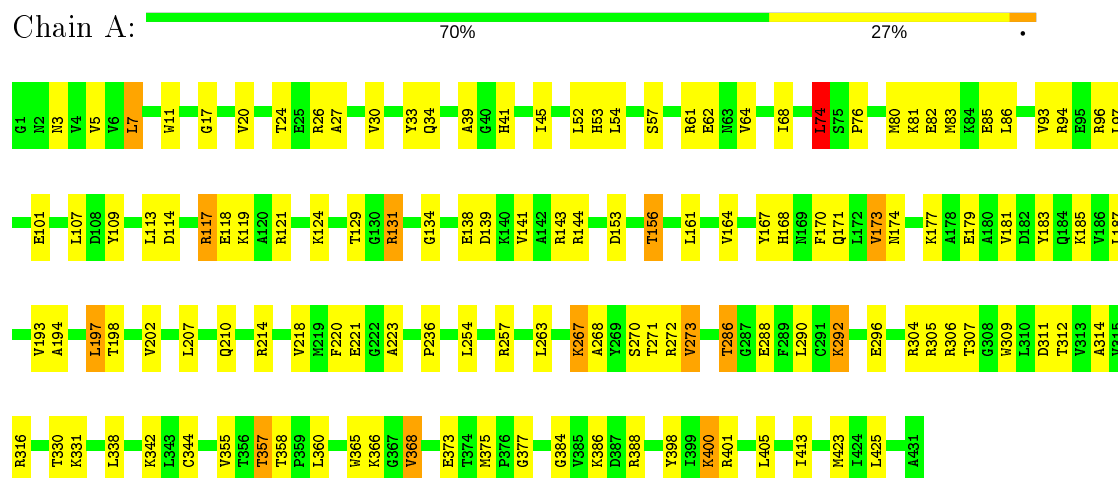 Chain A:
70% 27% •
G1 N2 N3 V4 V5 V6 L7 W11 G17 V20 T24 E25 R26 A27 V30 Y33 Q34 A39 G40 H41 I45 L52 H53 L54 S57 R61 E62 N63 V64 I68 L74 S75 P76 M80 K81 E82 M83 K84 E85 L86 V93 R94 E95 R96 L97
E101 L107 D108 Y109 L113 D114 R117 E118 K119 A120 R121 K124 T129 G130 R131 G134 E138 D139 K140 V141 A142 R143 R144 D153 T156 L161 V164 Y167 H168 N169 F170 Q171 L172 V173 N174 K177 A178 E179 A180 V181 D182 Y183 Q184 K185 V186 L187
V193 A194 L197 T198 V202 L207 Q210 R214 V218 M219 F220 E221 G222 A223 P236 L254 R257 L263 K267 A268 Y269 S270 T271 R272 V273 T286 G287 E288 F289 L290 C291 K292 E296 R304 R305 R306 T307 G308 W309 L310 D311 T312 V313 A314 V315
R316 T330 K331 L338 K342 L343 C344 V355 T356 T357 T358 P359 L360 W365 K366 G367 V368 E373 T374 M375 P376 G377 G384 V385 K386 D387 R388 Y398 I399 K400 R401 L405 I413 M423 I424 L425 A431